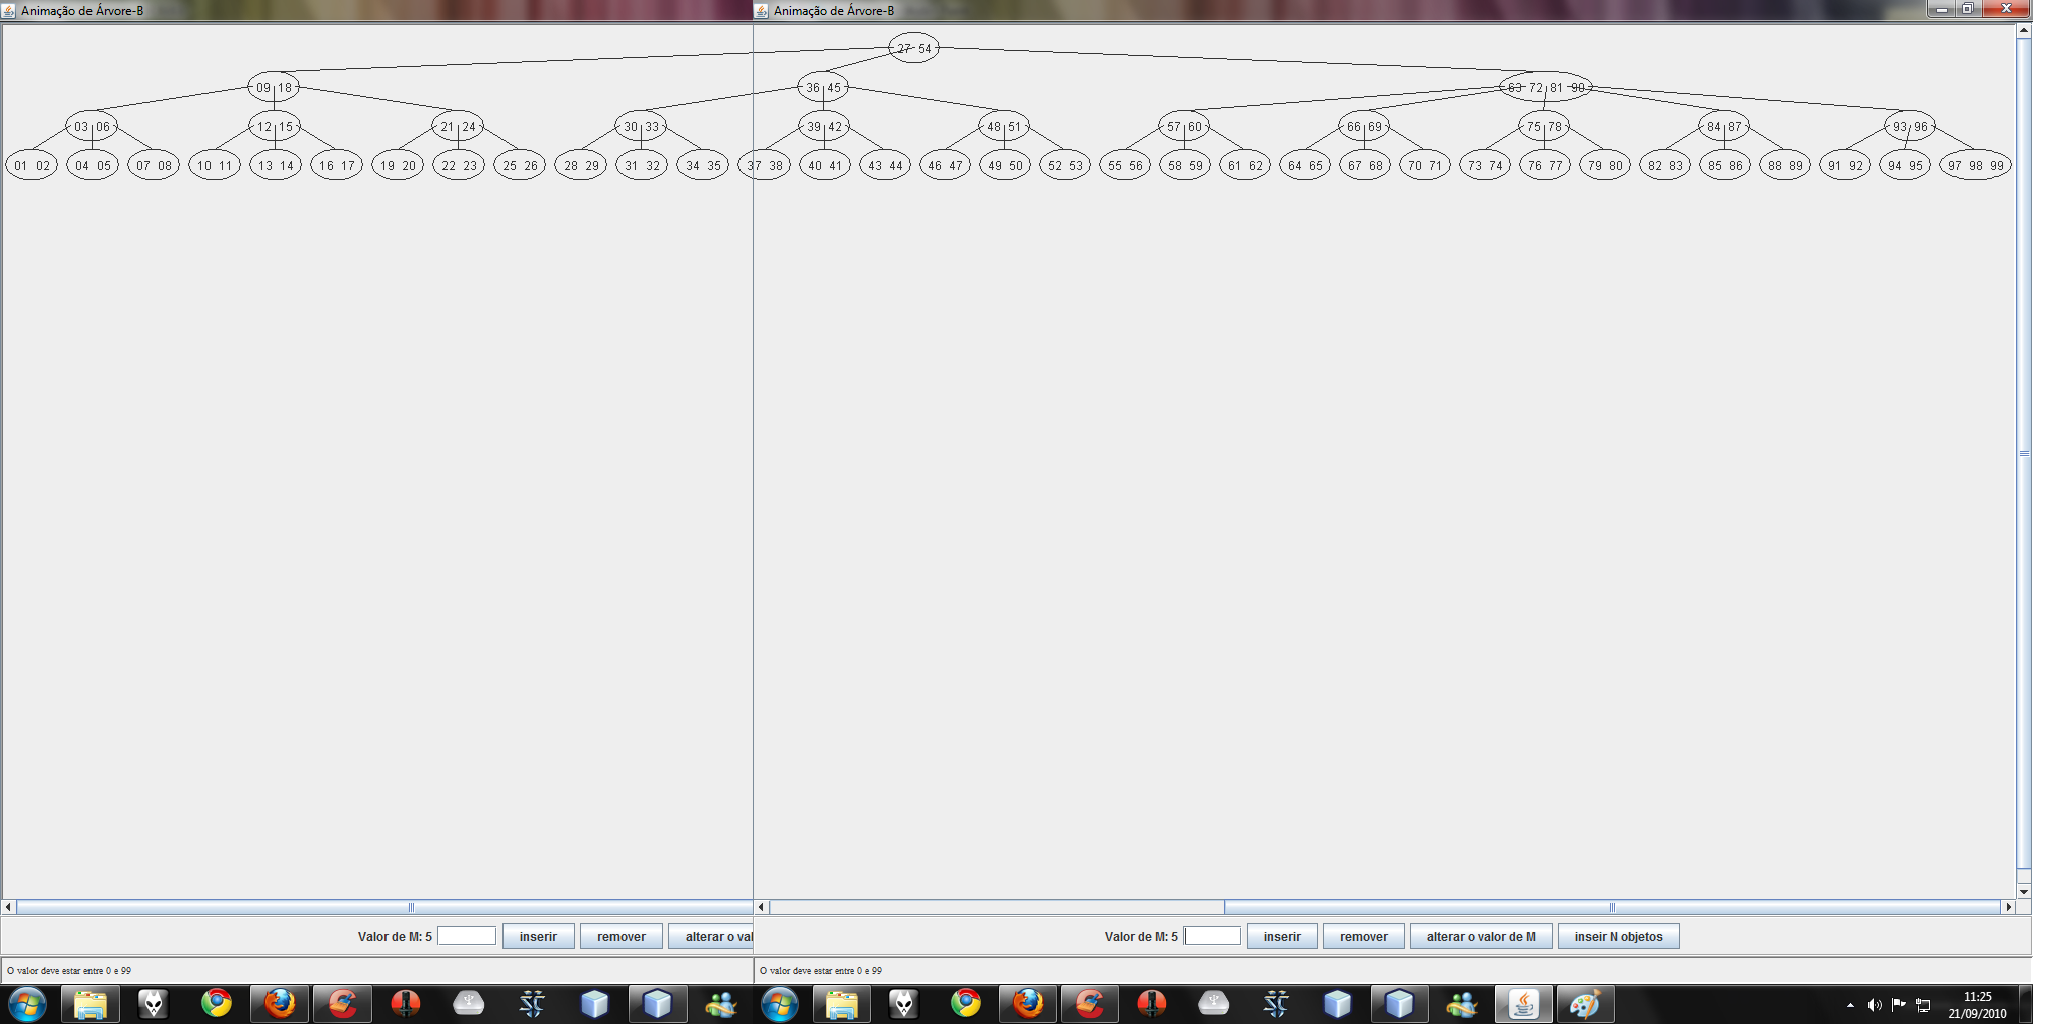 Animação de Árvore-B Animação de Árvore-B
27 54
09 18 36 45 63 72 81 90
03 06 12 15 21 24 30 33 39 42 48 51 57 60 66 69 75 78 84 87 93 96
01 02 04 05 07 08 10 11 13 14 16 17 19 20 22 23 25 26 28 29 31 32 34 35 37 38 40 41 43 44 46 47 49 50 52 53 55 56 58 59 61 62 64 65 67 68 70 71 73 74 76 77 79 80 82 83 85 86 88 89 91 92 94 95 97 98 99
Valor de M: 5 inserir remover alterar o val Valor de M: 5 inserir remover alterar o valor de M inseir N objetos
O valor deve estar entre 0 e 99 O valor deve estar entre 0 e 99
11:25
21/09/2010